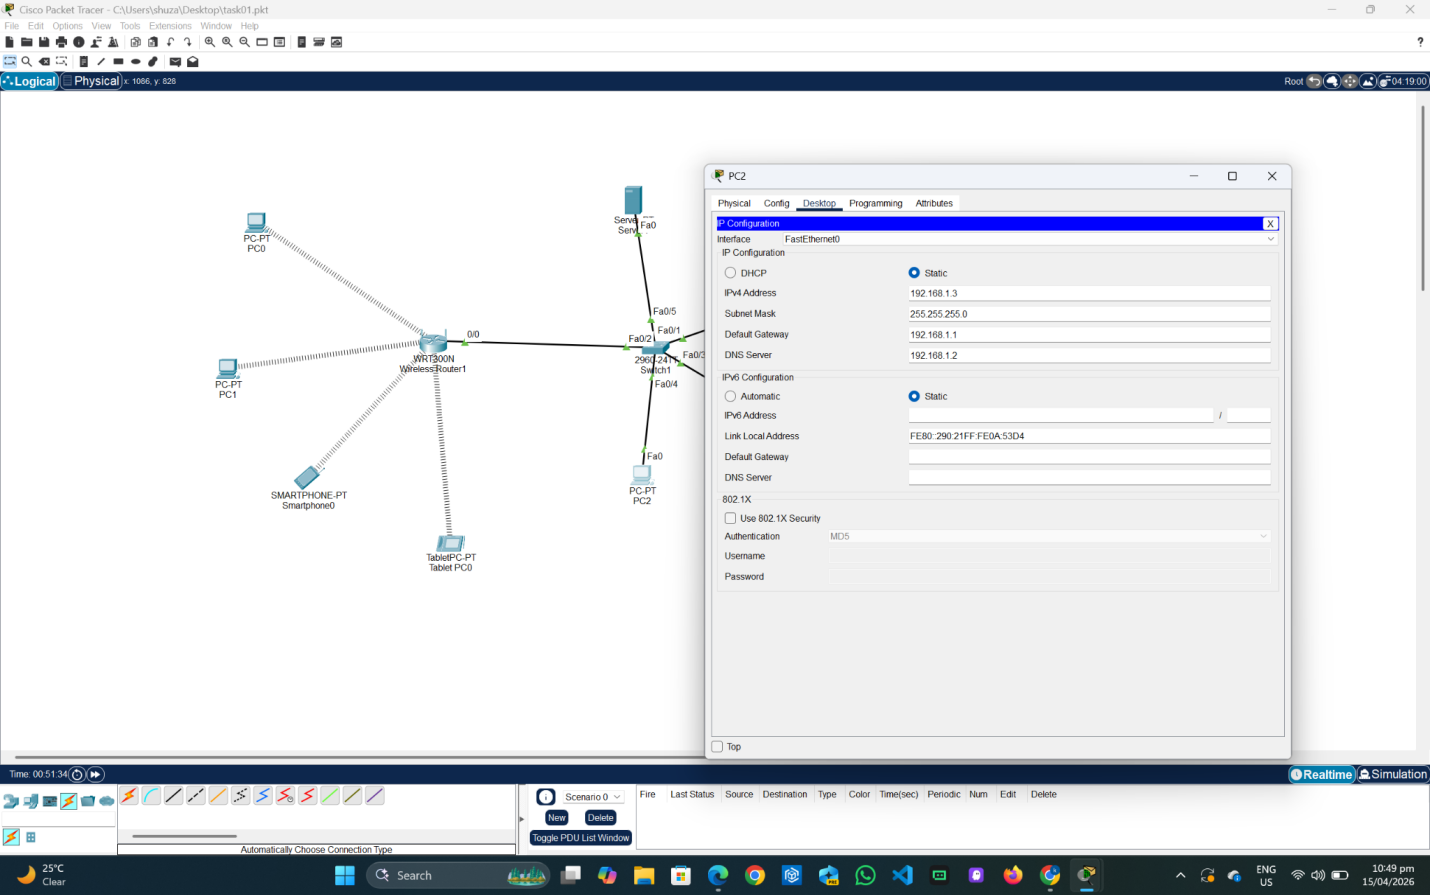 Cisco Packet Tracer - C:\Users\shuza\Desktop\task01.pkt
File Edit Options View Tools Extensions Window Help
?
Logical Physical x: 1086, y: 828 Root 04 19:00
PC2
Physical Config Desktop Programming Attributes
IP Configuration X
Interface FastEthernet0
IP Configuration
DHCP Static
IPv4 Address 192.168.1.3
Subnet Mask 255.255.255.0
Default Gateway 192.168.1.1
DNS Server 192.168.1.2
IPv6 Configuration
Automatic Static
IPv6 Address /
Link Local Address FE80::290:21FF:FE0A:53D4
Default Gateway
DNS Server
802.1X
Use 802.1X Security
Authentication MD5
Username
Password
Top
PC-PT
PC0
Fa0
Fa0/5
Fa0/1
Fa0/2
Fa0/3
Switch1
Fa0/4
0/0
WRT300N
Wireless Router1
PC-PT
PC1
Fa0
PC-PT
PC2
SMARTPHONE-PT
Smartphone0
TabletPC-PT
Tablet PC0
Time: 00:51:34 Realtime Simulation
Scenario 0
New Delete
Toggle PDU List Window
Fire Last Status Source Destination Type Color Time(sec) Periodic Num Edit Delete
Automatically Choose Connection Type
25°C
Clear
Search
PRE
ENG
US
10:49 pm
15/04/2026